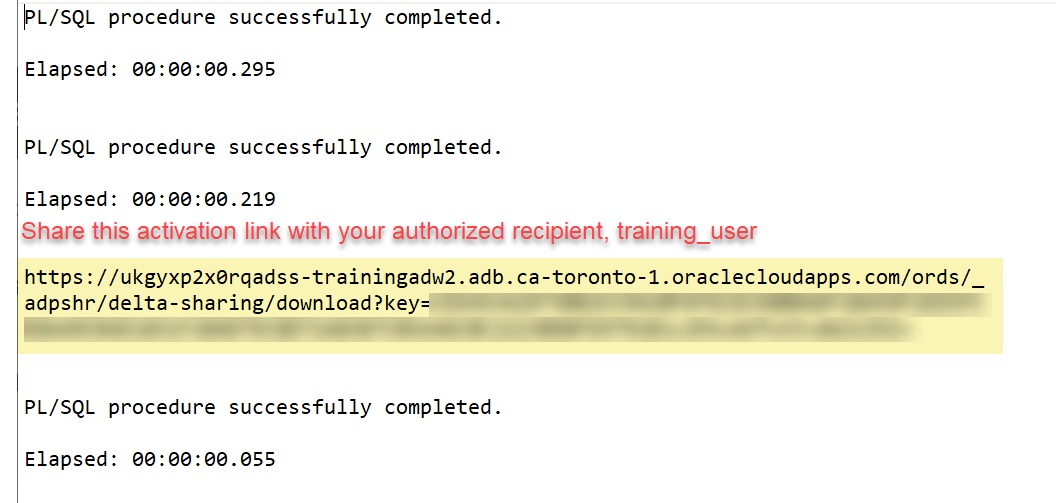 PL/SQL procedure successfully completed.
Elapsed: 00:00:00.295
PL/SQL procedure successfully completed.
Elapsed: 00:00:00.219
Share this activation link with your authorized recipient, training_user
https://ukgyxp2x0rqadss-trainingadw2.adb.ca-toronto-1.oraclecloudapps.com/ords/_
adpshr/delta-sharing/download?key=
PL/SQL procedure successfully completed.
Elapsed: 00:00:00.055